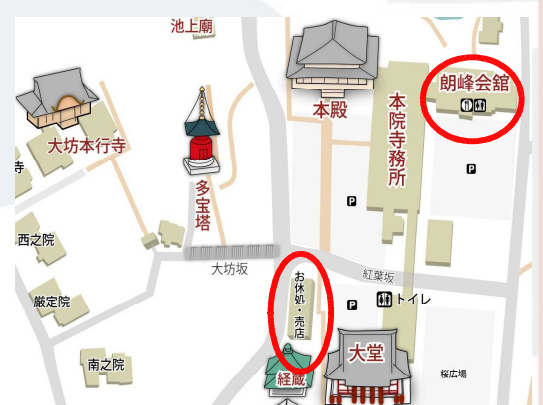 池上廟
朗峰会舘
本殿
本院寺務所
大坊本行寺
寺
P
多宝塔
P
西之院
大坊坂
紅葉坂
お休処・売店
厳定院
P
トイレ
大堂
南之院
経蔵
桜広場